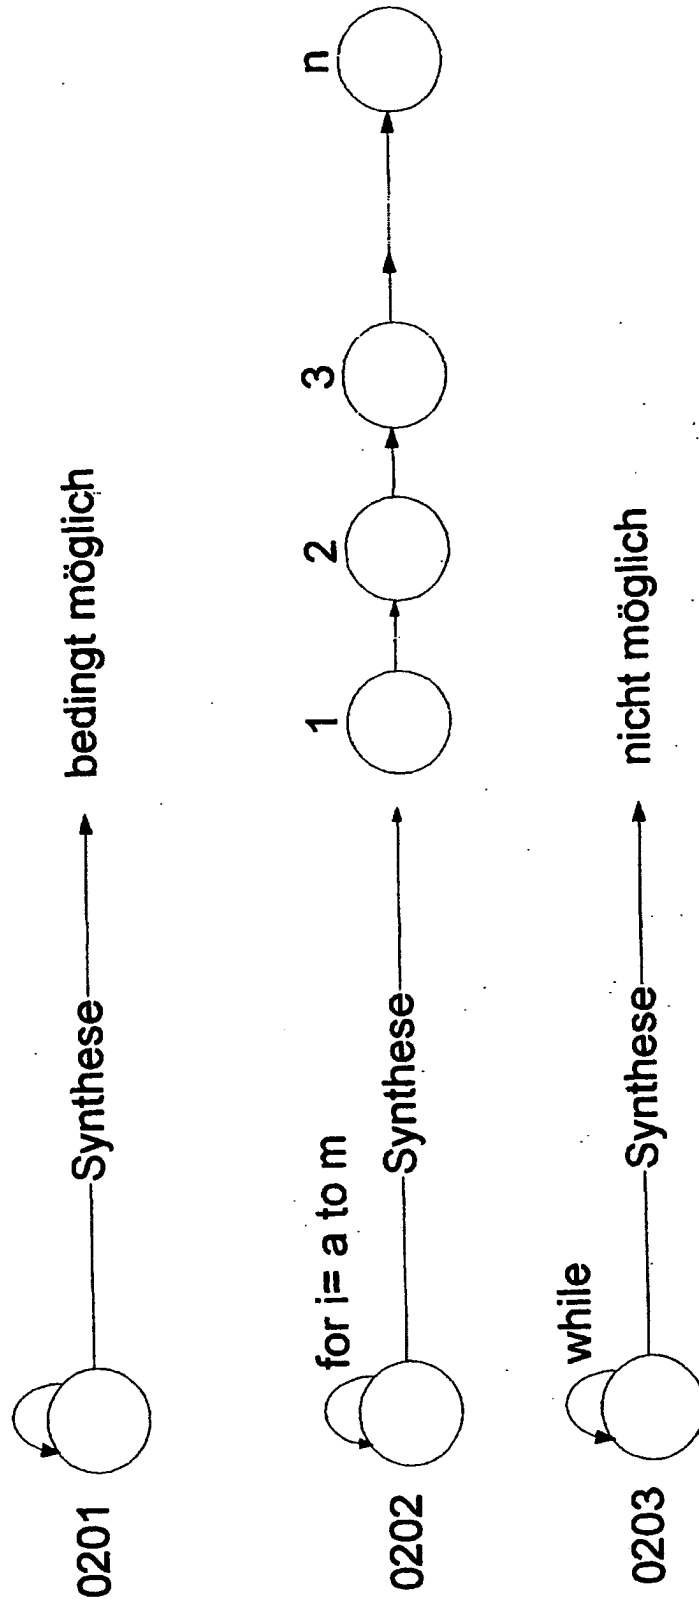 0201 Synthese bedingt möglich
for i= a to m
0202 Synthese 1 2 3 n
while
0203 Synthese nicht möglich